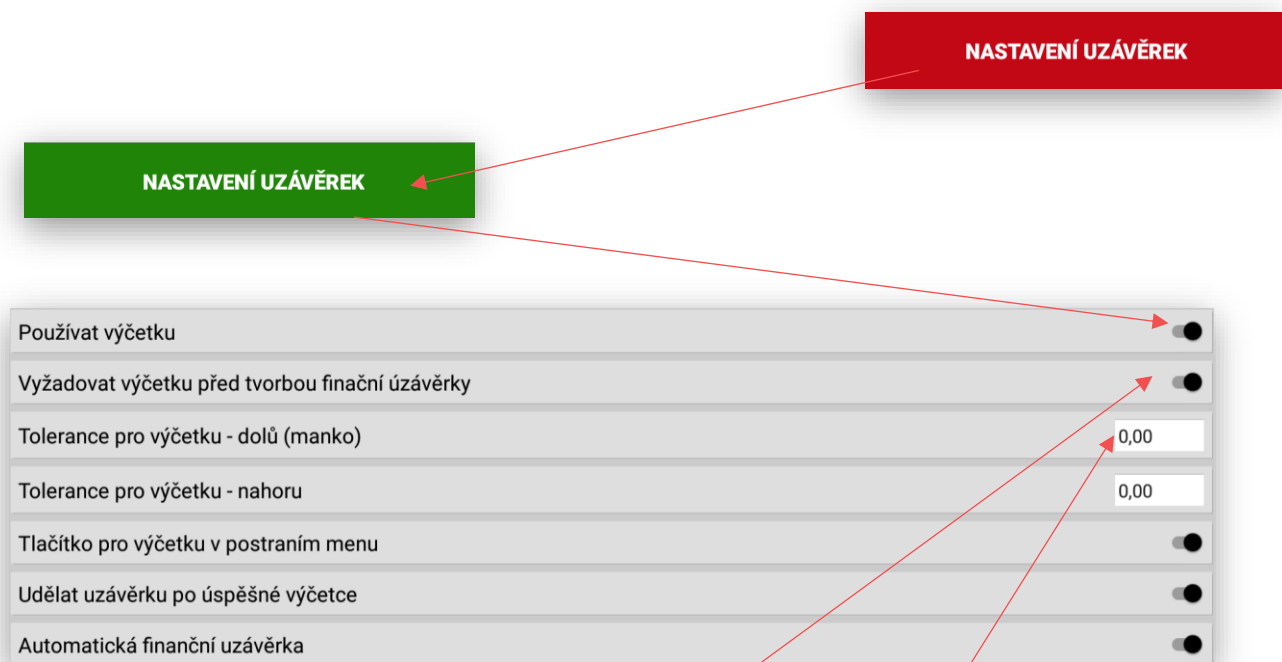 NASTAVENÍ UZÁVĚREK
NASTAVENÍ UZÁVĚREK
Používat výčetku
Vyžadovat výčetku před tvorbou finační úzávěrky
Tolerance pro výčetku - dolů (manko)
0,00
Tolerance pro výčetku - nahoru
0,00
Tlačítko pro výčetku v postraním menu
Udělat uzávěrku po úspěšné výčetce
Automatická finanční uzávěrka